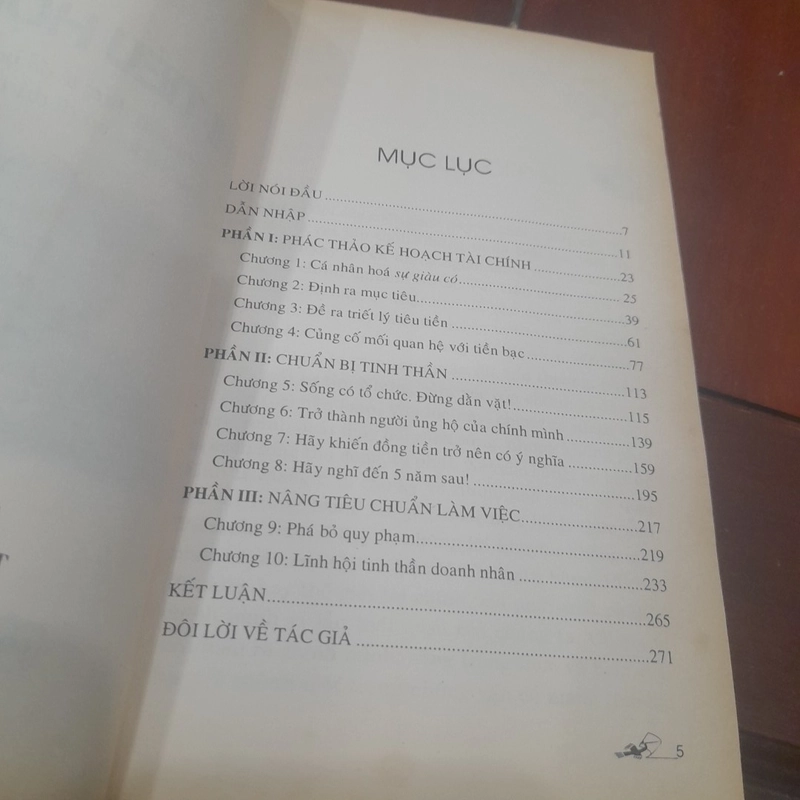 MỤC LỤC
LỜI NÓI ĐẦU 7
DẪN NHẬP 11
PHẦN I: PHÁC THẢO KẾ HOẠCH TÀI CHÍNH 23
Chương 1: Cá nhân hoá sự giàu có 25
Chương 2: Định ra mục tiêu 39
Chương 3: Đề ra triết lý tiêu tiền 61
Chương 4: Củng cố mối quan hệ với tiền bạc 77
PHẦN II: CHUẨN BỊ TINH THẦN 113
Chương 5: Sống có tổ chức. Đừng dằn vặt! 115
Chương 6: Trở thành người ủng hộ của chính mình 139
Chương 7: Hãy khiến đồng tiền trở nên có ý nghĩa 159
Chương 8: Hãy nghĩ đến 5 năm sau! 195
PHẦN III: NÂNG TIÊU CHUẨN LÀM VIỆC 217
Chương 9: Phá bỏ quy phạm 219
Chương 10: Lĩnh hội tinh thần doanh nhân 233
KẾT LUẬN 265
ĐÔI LỜI VỀ TÁC GIẢ 271
5